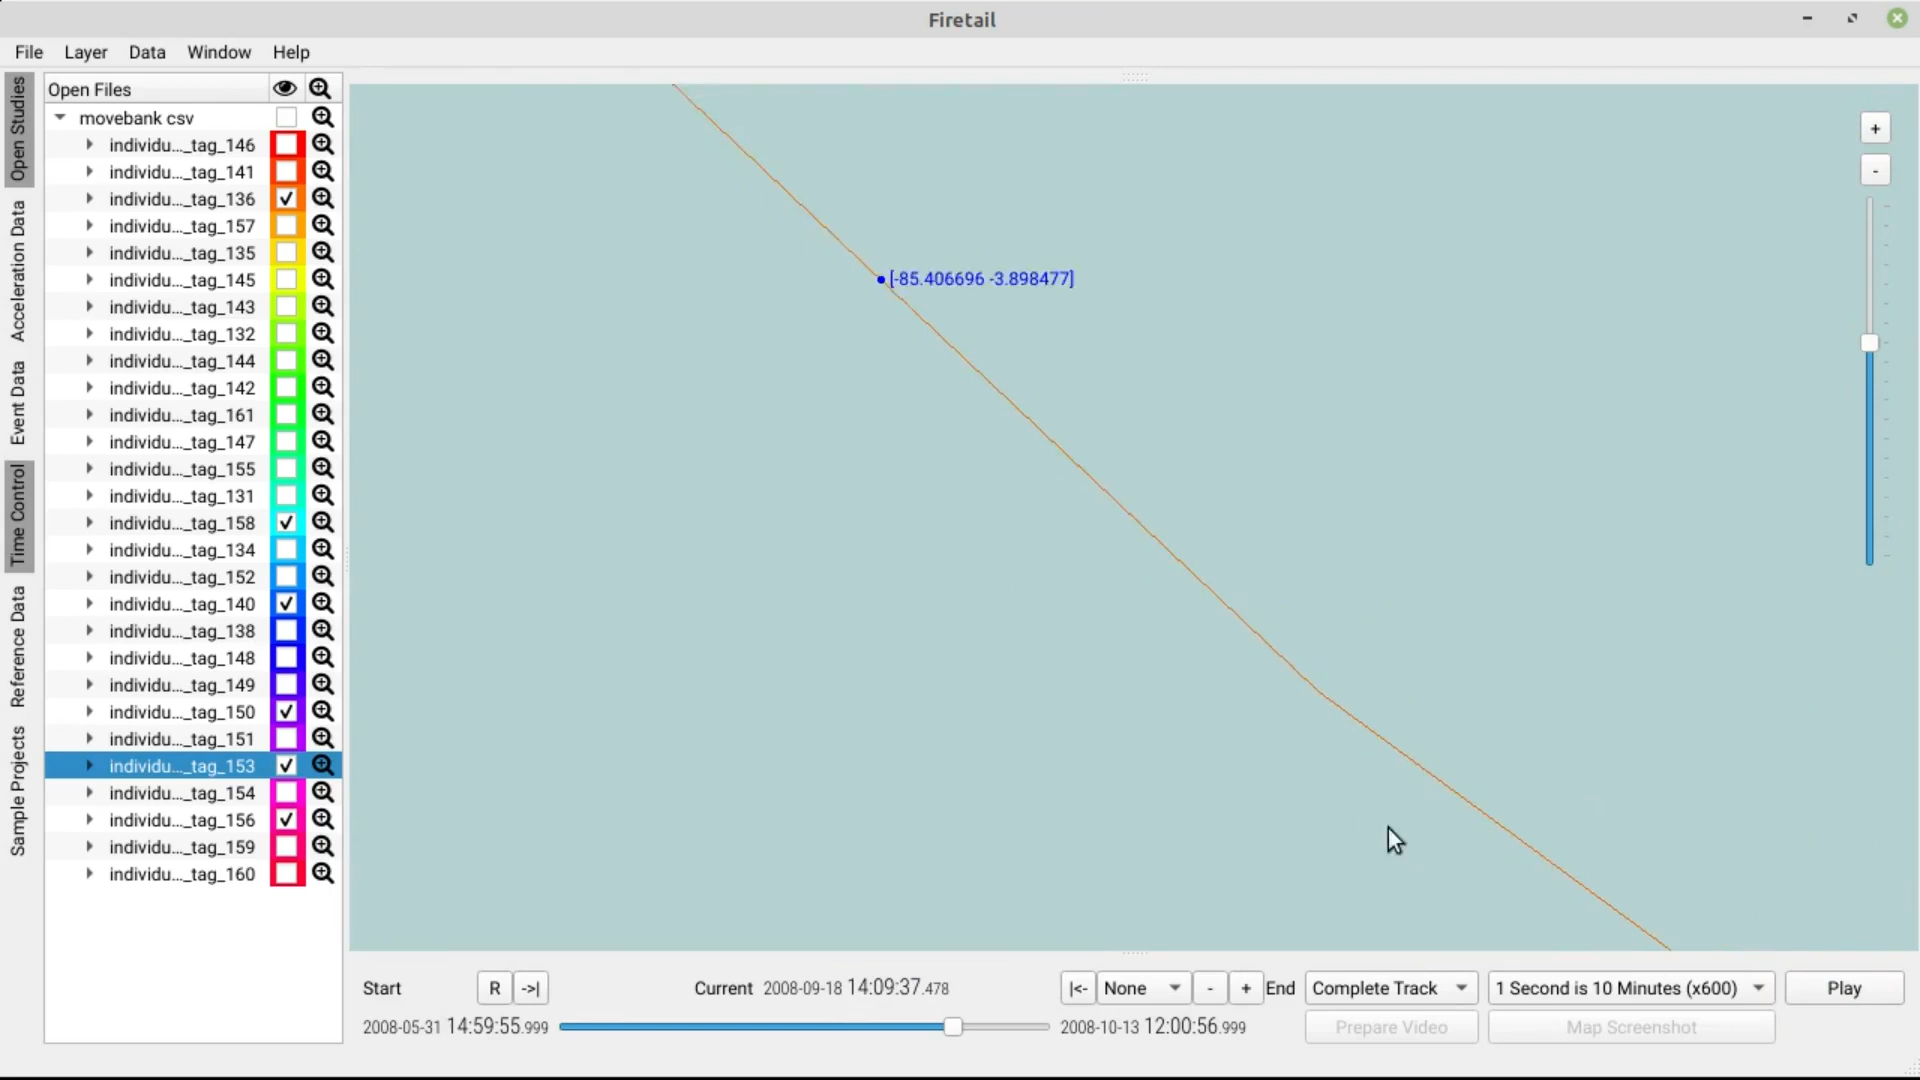 Firetail
File Layer Data Window Help
Open Studies
Acceleration Data
Event Data
Time Control
Reference Data
Sample Projects
Open Files
movebank csv
individu..._tag_146
individu..._tag_141
individu..._tag_136
individu..._tag_157
individu..._tag_135
individu..._tag_145
individu..._tag_143
individu..._tag_132
individu..._tag_144
individu..._tag_142
individu..._tag_161
individu..._tag_147
individu..._tag_155
individu..._tag_131
individu..._tag_158
individu..._tag_134
individu..._tag_152
individu..._tag_140
individu..._tag_138
individu..._tag_148
individu..._tag_149
individu..._tag_150
individu..._tag_151
individu..._tag_153
individu..._tag_154
individu..._tag_156
individu..._tag_159
individu..._tag_160
[-85.406696 -3.898477]
+
-
Start R ->| Current 2008-09-18 14:09:37.478 |<- None - + End Complete Track 1 Second is 10 Minutes (x600) Play
2008-05-31 14:59:55.999 2008-10-13 12:00:56.999 Prepare Video Map Screenshot